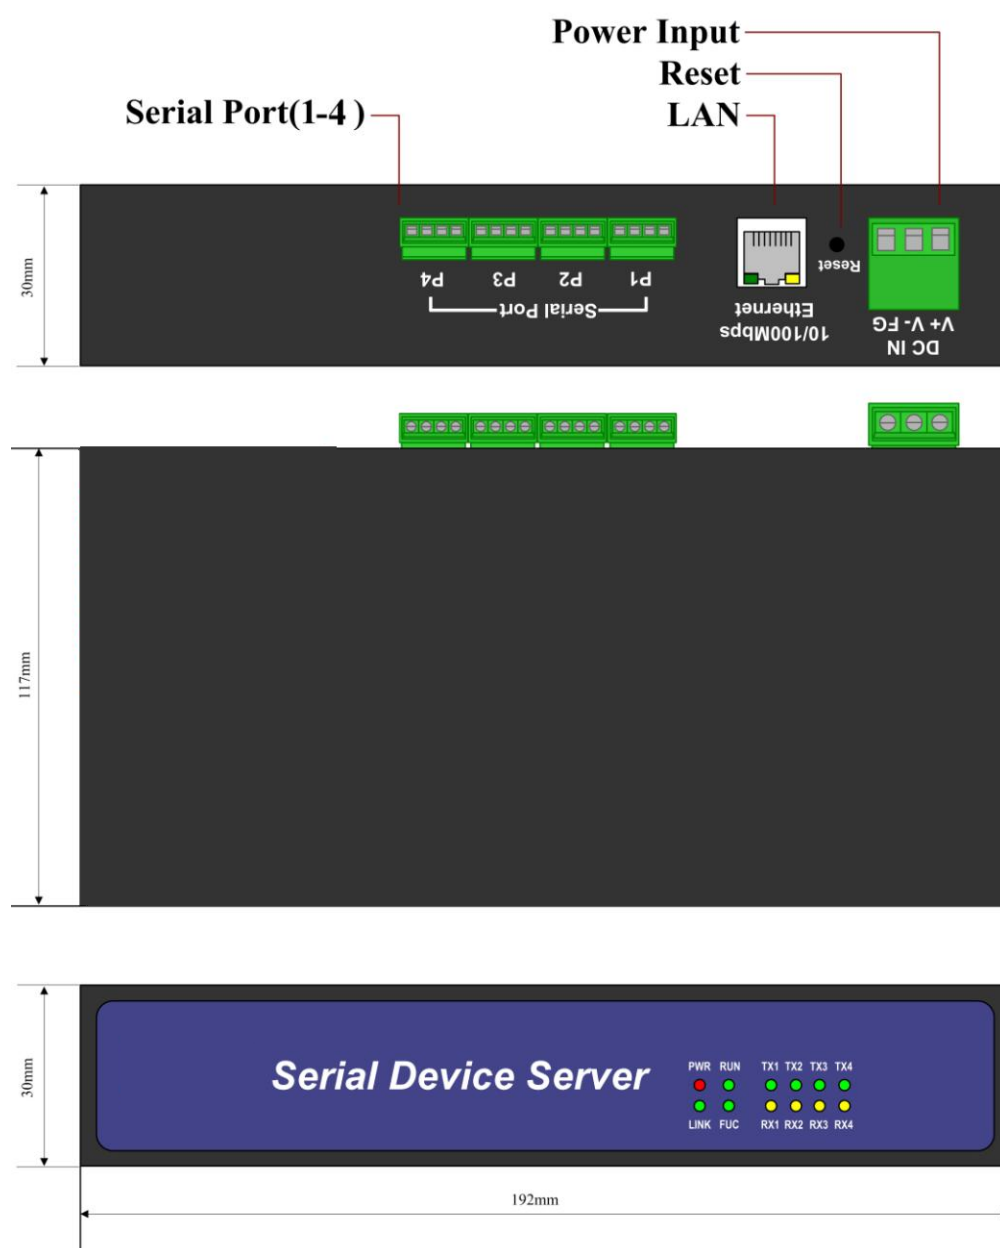 Power Input
Reset
LAN
Serial Port(1-4 )
30mm
P4 P3 P2 P1
Serial Port
Reset
10/100Mbps
Ethernet
DC IN
V+ V- FG
117mm
30mm
Serial Device Server
PWR RUN TX1 TX2 TX3 TX4
LINK FUC RX1 RX2 RX3 RX4
192mm